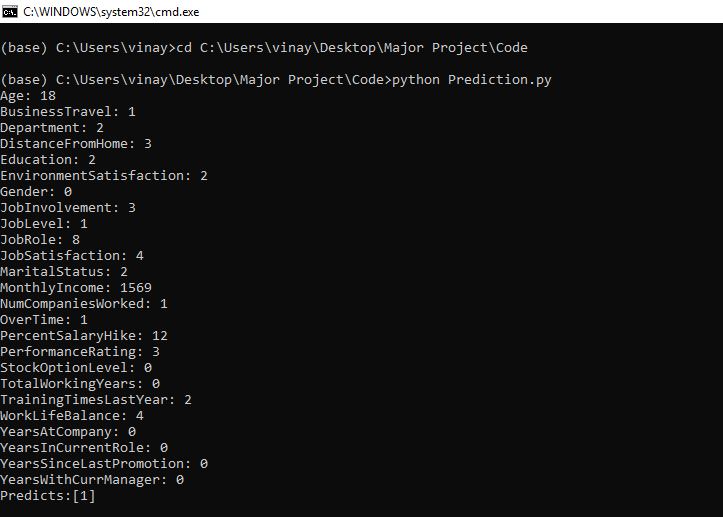 C:\WINDOWS\system32\cmd.exe
(base) C:\Users\vinay>cd C:\Users\vinay\Desktop\Major Project\Code
(base) C:\Users\vinay\Desktop\Major Project\Code>python Prediction.py
Age: 18
BusinessTravel: 1
Department: 2
DistanceFromHome: 3
Education: 2
EnvironmentSatisfaction: 2
Gender: 0
JobInvolvement: 3
JobLevel: 1
JobRole: 8
JobSatisfaction: 4
MaritalStatus: 2
MonthlyIncome: 1569
NumCompaniesWorked: 1
OverTime: 1
PercentSalaryHike: 12
PerformanceRating: 3
StockOptionLevel: 0
TotalWorkingYears: 0
TrainingTimesLastYear: 2
WorkLifeBalance: 4
YearsAtCompany: 0
YearsInCurrentRole: 0
YearsSinceLastPromotion: 0
YearsWithCurrManager: 0
Predicts:[1]